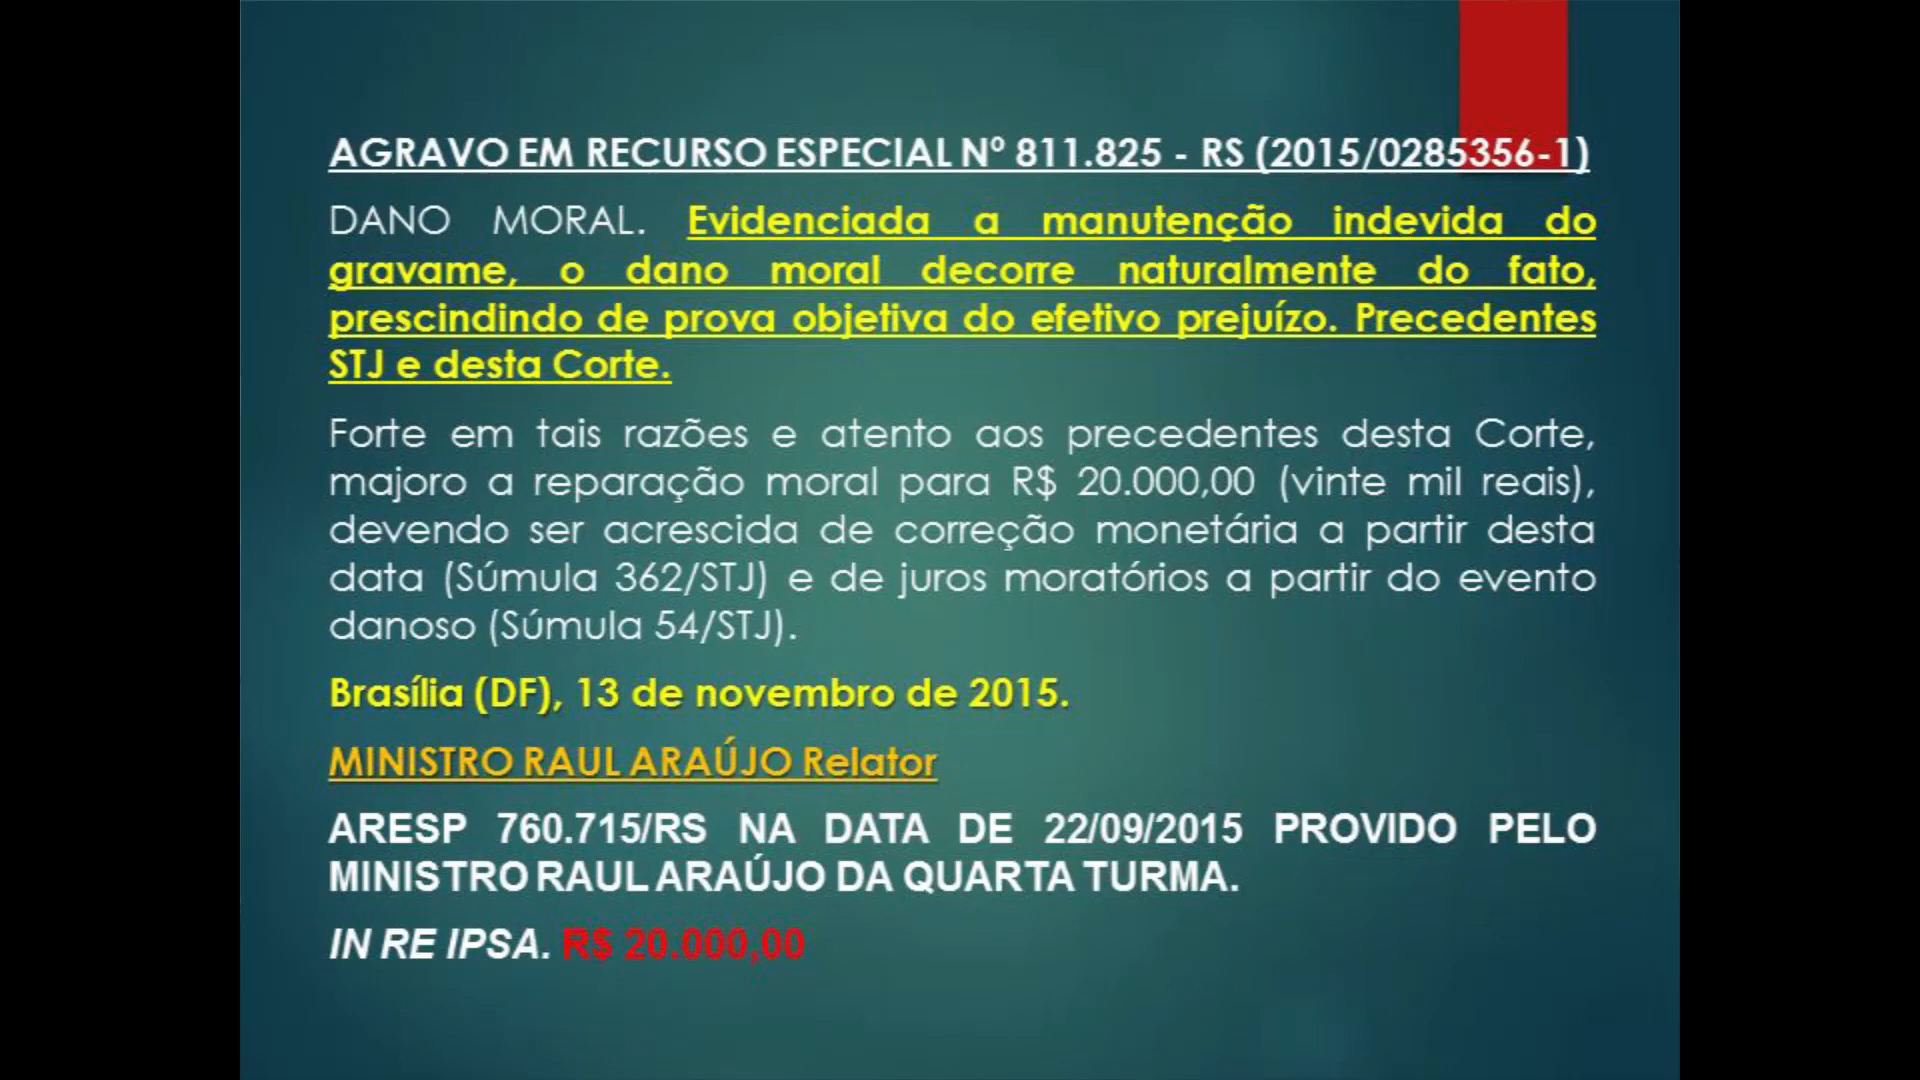 AGRAVO EM RECURSO ESPECIAL Nº 811.825 - RS (2015/0285356-1)
DANO MORAL. Evidenciada a manutenção indevida do
gravame, o dano moral decorre naturalmente do fato,
prescindindo de prova objetiva do efetivo prejuízo. Precedentes
STJ e desta Corte.
Forte em tais razões e atento aos precedentes desta Corte,
majoro a reparação moral para R$ 20.000,00 (vinte mil reais),
devendo ser acrescida de correção monetária a partir desta
data (Súmula 362/STJ) e de juros moratórios a partir do evento
danoso (Súmula 54/STJ).
Brasília (DF), 13 de novembro de 2015.
MINISTRO RAUL ARAÚJO Relator
ARESP 760.715/RS NA DATA DE 22/09/2015 PROVIDO PELO
MINISTRO RAUL ARAÚJO DA QUARTA TURMA.
IN RE IPSA. R$ 20.000,00